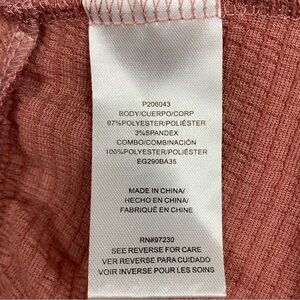 P206043
BODY/CUERPO/CORP
97%POLYESTER/POLIÉSTER
3%SPANDEX
COMBO/COMBINACIÓN
100%POLYESTER/POLIÉSTER
EG290BA35
MADE IN CHINA/
HECHO EN CHINA/
FABRIQUÉ EN CHINE
RN#97230
SEE REVERSE FOR CARE
VER REVERSE PARA CUIDADO
VOIR INVERSE POUR LES SOINS